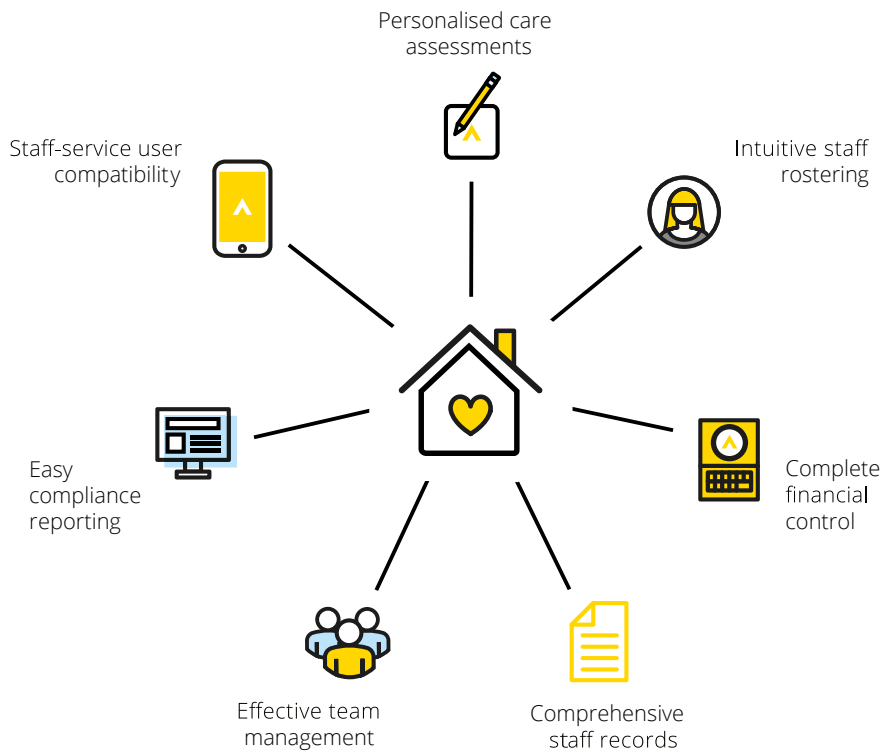 Personalised care
assessments
Staff-service user
compatibility
Intuitive staff
rostering
Easy
compliance
reporting
Complete
financial
control
Effective team
management
Comprehensive
staff records